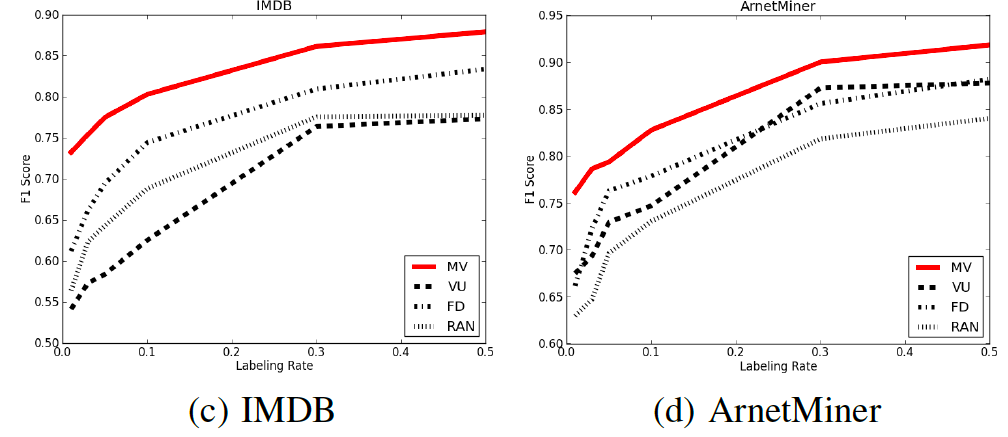 IMDB
0.90
0.85
0.80
0.75
0.70
0.65
0.60
0.55
0.50
F1 Score
0.0
0.1
0.2
0.3
0.4
0.5
Labeling Rate
MV
VU
FD
RAN
(c) IMDB
ArnetMiner
0.95
0.90
0.85
0.80
0.75
0.70
0.65
0.60
F1 Score
0.0
0.1
0.2
0.3
0.4
0.5
Labeling Rate
MV
VU
FD
RAN
(d) ArnetMiner